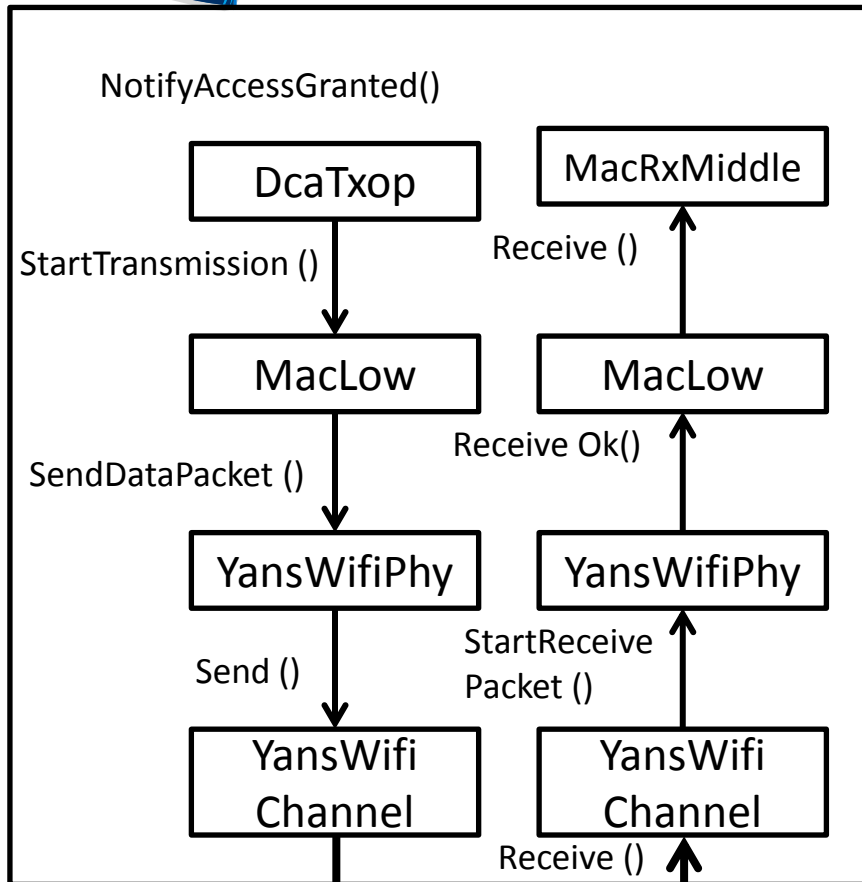 NotifyAccessGranted()
DcaTxop
MacRxMiddle
StartTransmission ()
Receive ()
MacLow
MacLow
SendDataPacket ()
Receive Ok()
YansWifiPhy
YansWifiPhy
Send ()
StartReceive
Packet ()
YansWifi
Channel
YansWifi
Channel
Receive ()